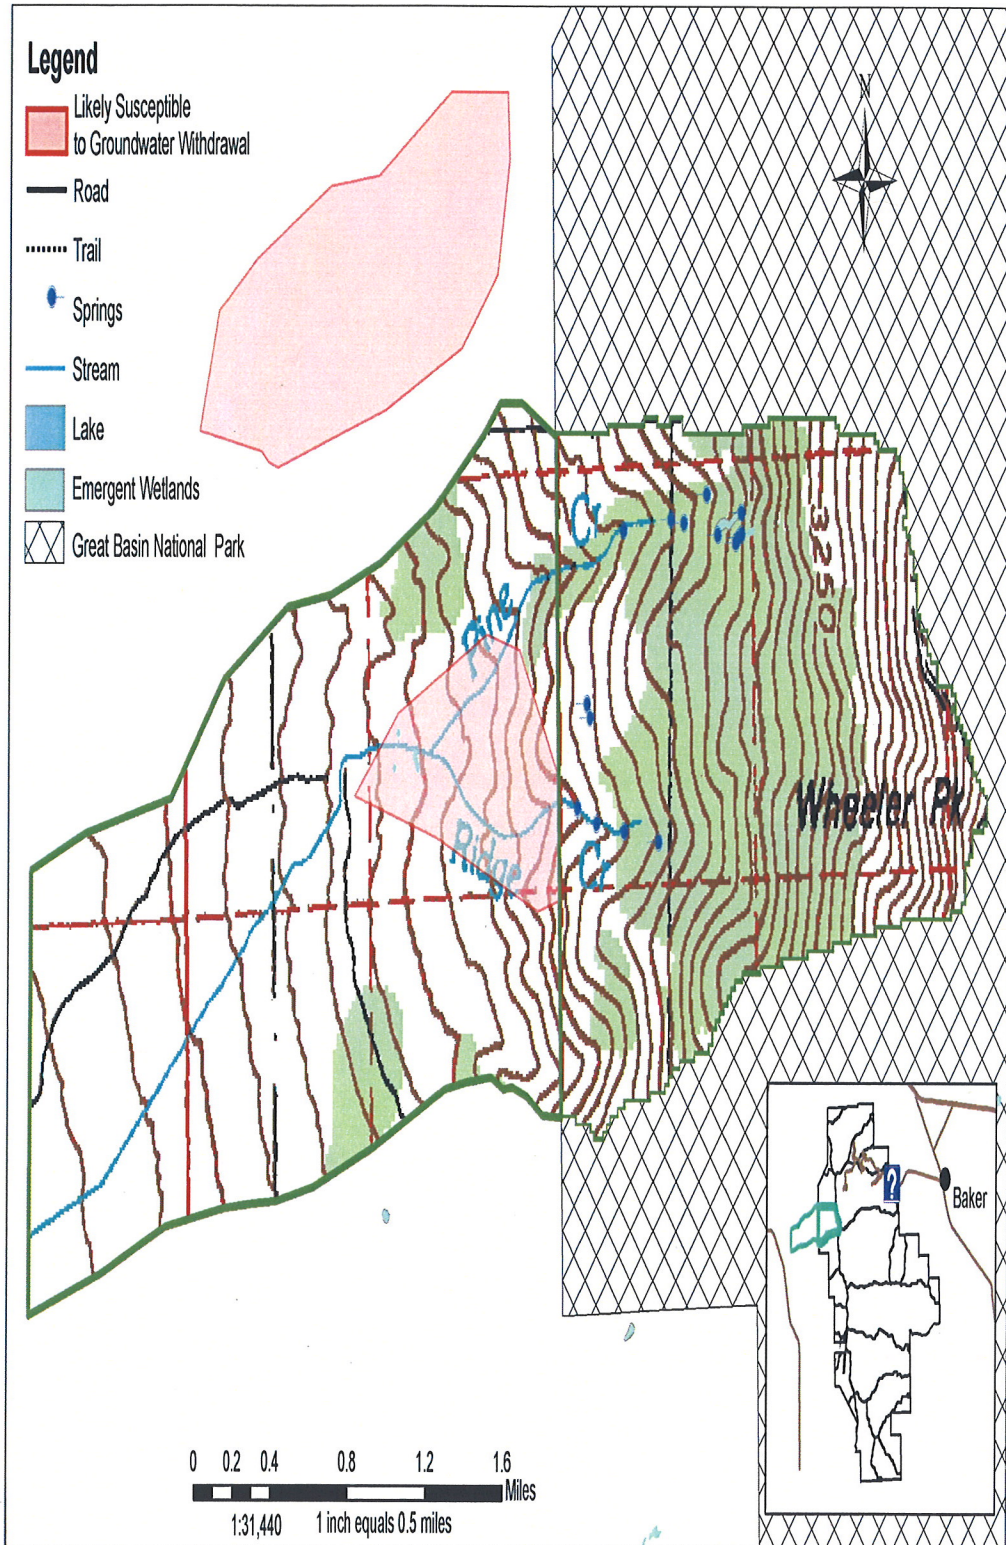 Legend
Likely Susceptible
to Groundwater Withdrawal
Road
Trail
Springs
Stream
Lake
Emergent Wetlands
Great Basin National Park
N
Pine Cr
3250
Wheeler Pk
Ridge Cr
?
Baker
0 0.2 0.4 0.8 1.2 1.6
Miles
1:31,440 1 inch equals 0.5 miles